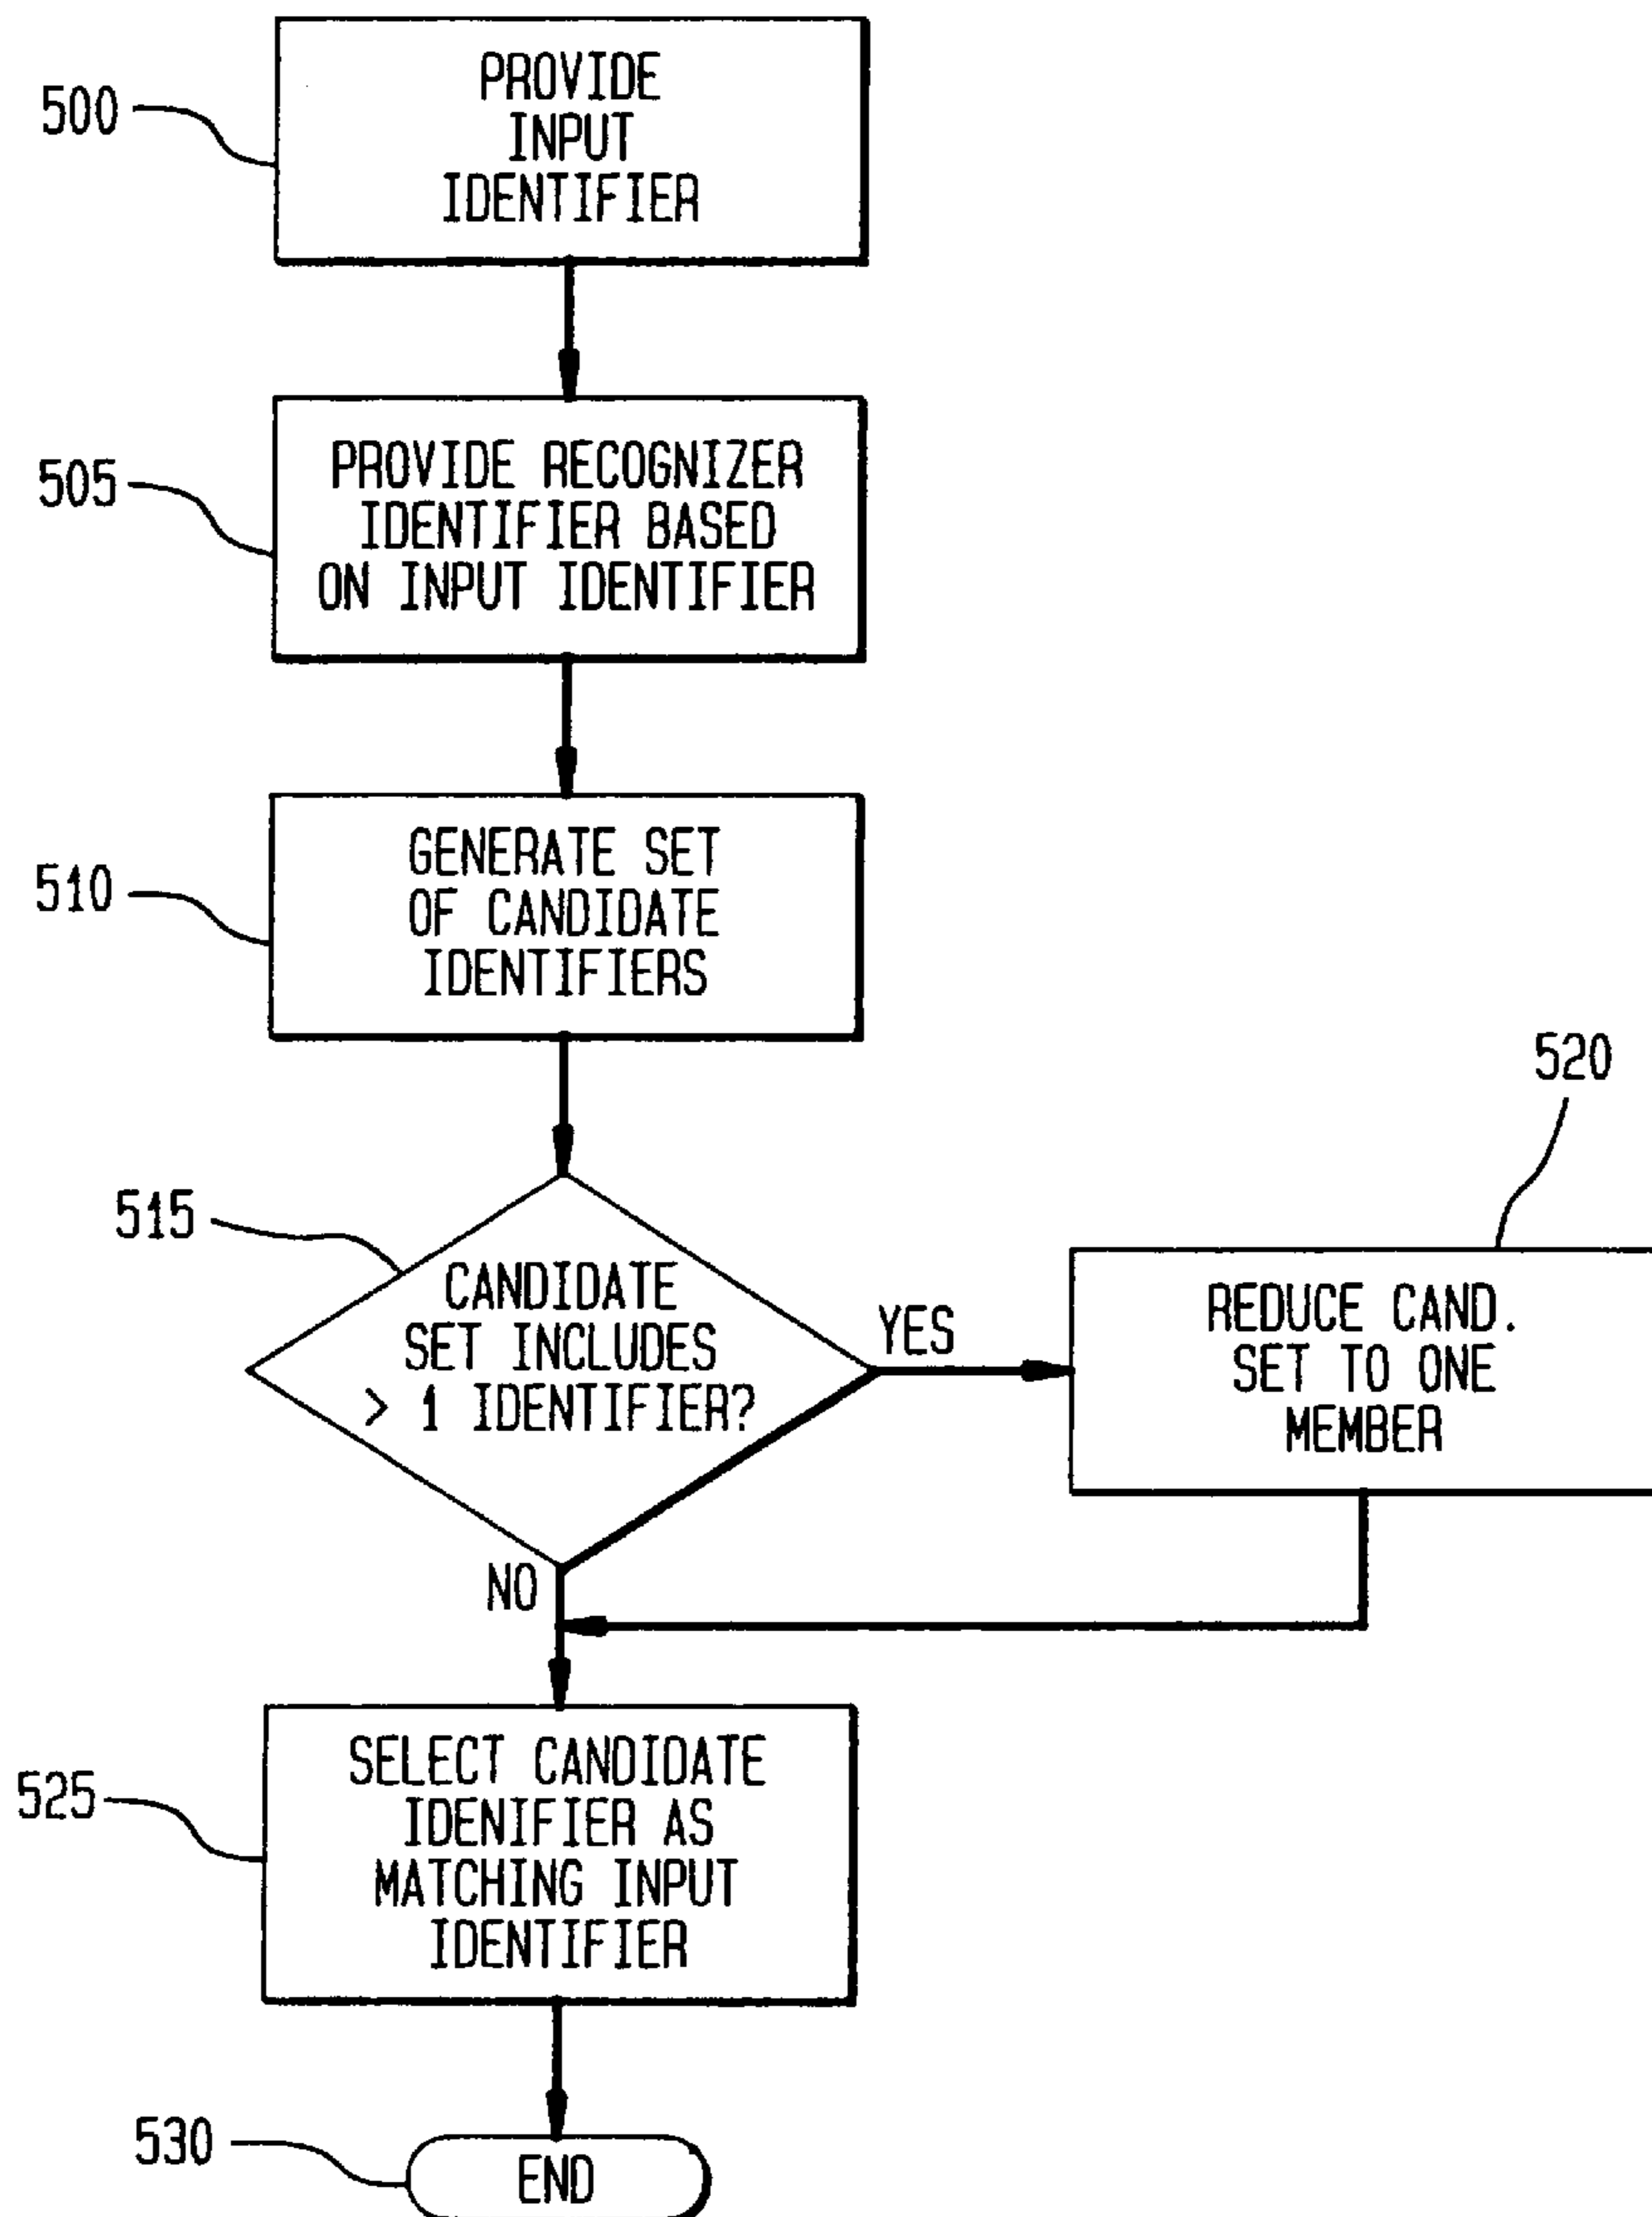 500
PROVIDE
INPUT
IDENTIFIER
505
PROVIDE RECOGNIZER
IDENTIFIER BASED
ON INPUT IDENTIFIER
510
GENERATE SET
OF CANDIDATE
IDENTIFIERS
515
CANDIDATE
SET INCLUDES
> 1 IDENTIFIER?
YES
NO
520
REDUCE CAND.
SET TO ONE
MEMBER
525
SELECT CANDIDATE
IDENIFIER AS
MATCHING INPUT
IDENTIFIER
530
END